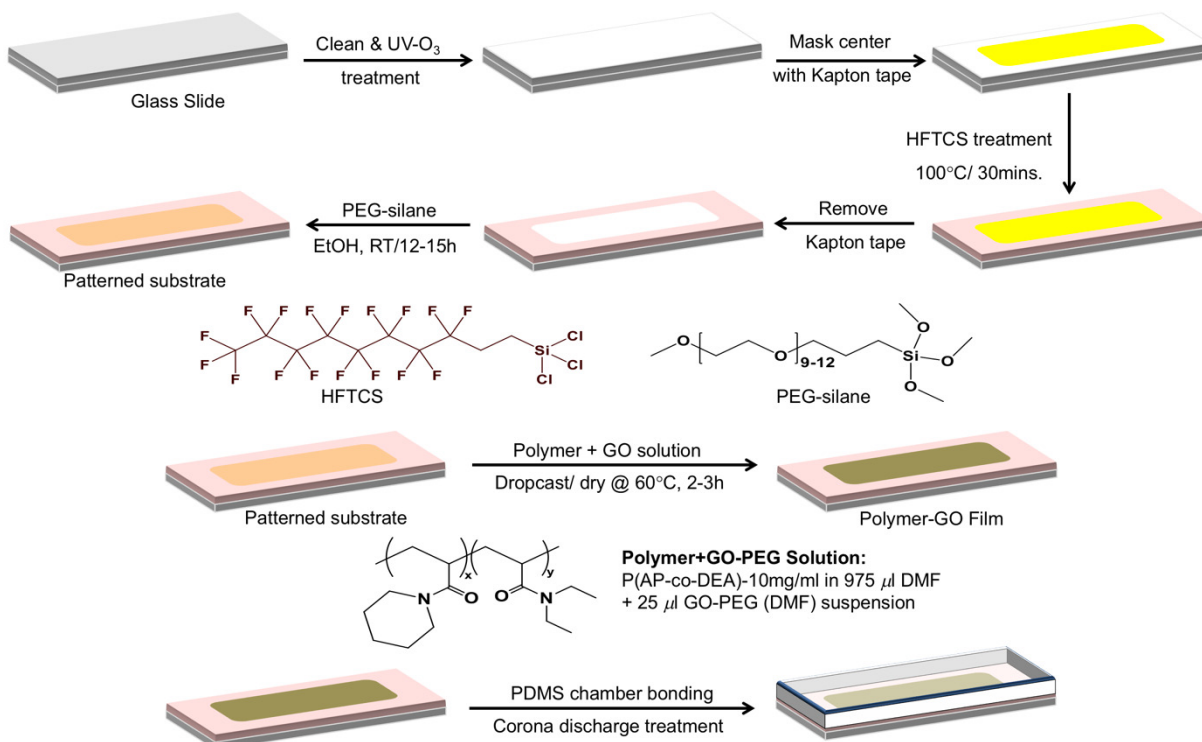 Clean & UV-O3
treatment
Mask center
with Kapton tape
Glass Slide
HFTCS treatment
100°C/ 30mins.
PEG-silane
EtOH, RT/12-15h
Remove
Kapton tape
Patterned substrate
F F F F F F F F
F
F
F F F F F F F F
Si
Cl
Cl
Cl
HFTCS
O
O
9-12
Si
O
O
O
PEG-silane
Polymer + GO solution
Dropcast/ dry @ 60°C, 2-3h
Patterned substrate
Polymer-GO Film
x
y
N
O
O
N
Polymer+GO-PEG Solution:
P(AP-co-DEA)-10mg/ml in 975 µl DMF
+ 25 µl GO-PEG (DMF) suspension
PDMS chamber bonding
Corona discharge treatment